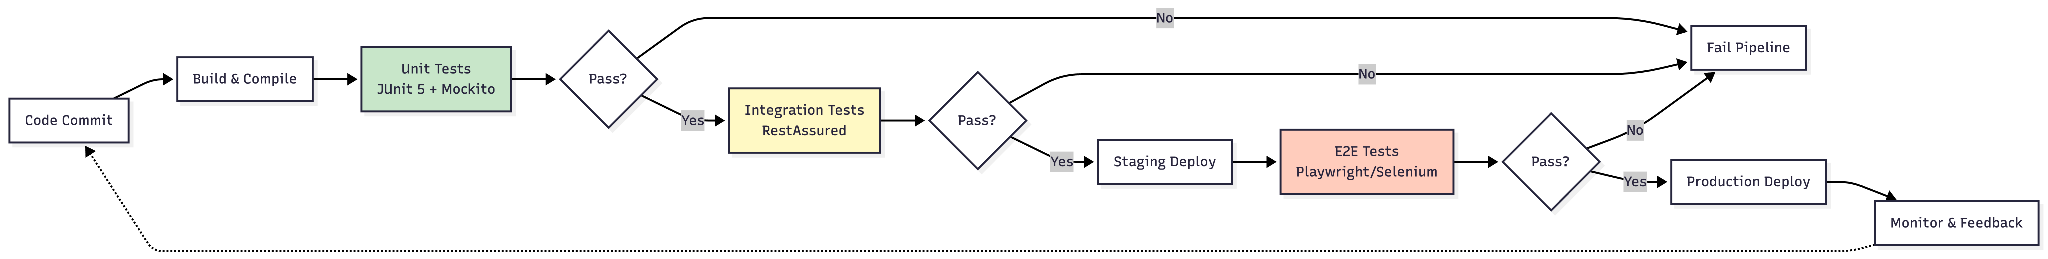 Code Commit
Build & Compile
Unit Tests
JUnit 5 + Mockito
Pass?
No
Yes
Integration Tests
RestAssured
Pass?
No
Yes
Staging Deploy
E2E Tests
Playwright/Selenium
Pass?
No
Yes
Fail Pipeline
Production Deploy
Monitor & Feedback